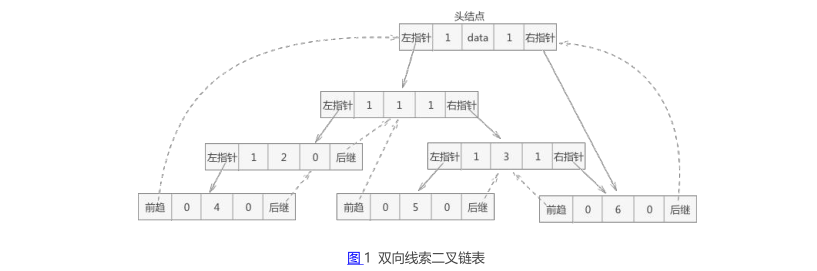 头结点
左指针 1 data 1 右指针
左指针 1 1 1 右指针
左指针 1 2 0 后继
左指针 1 3 1 右指针
前趋 0 4 0 后继
前趋 0 5 0 后继
前趋 0 6 0 后继
图 1 双向线索二叉链表